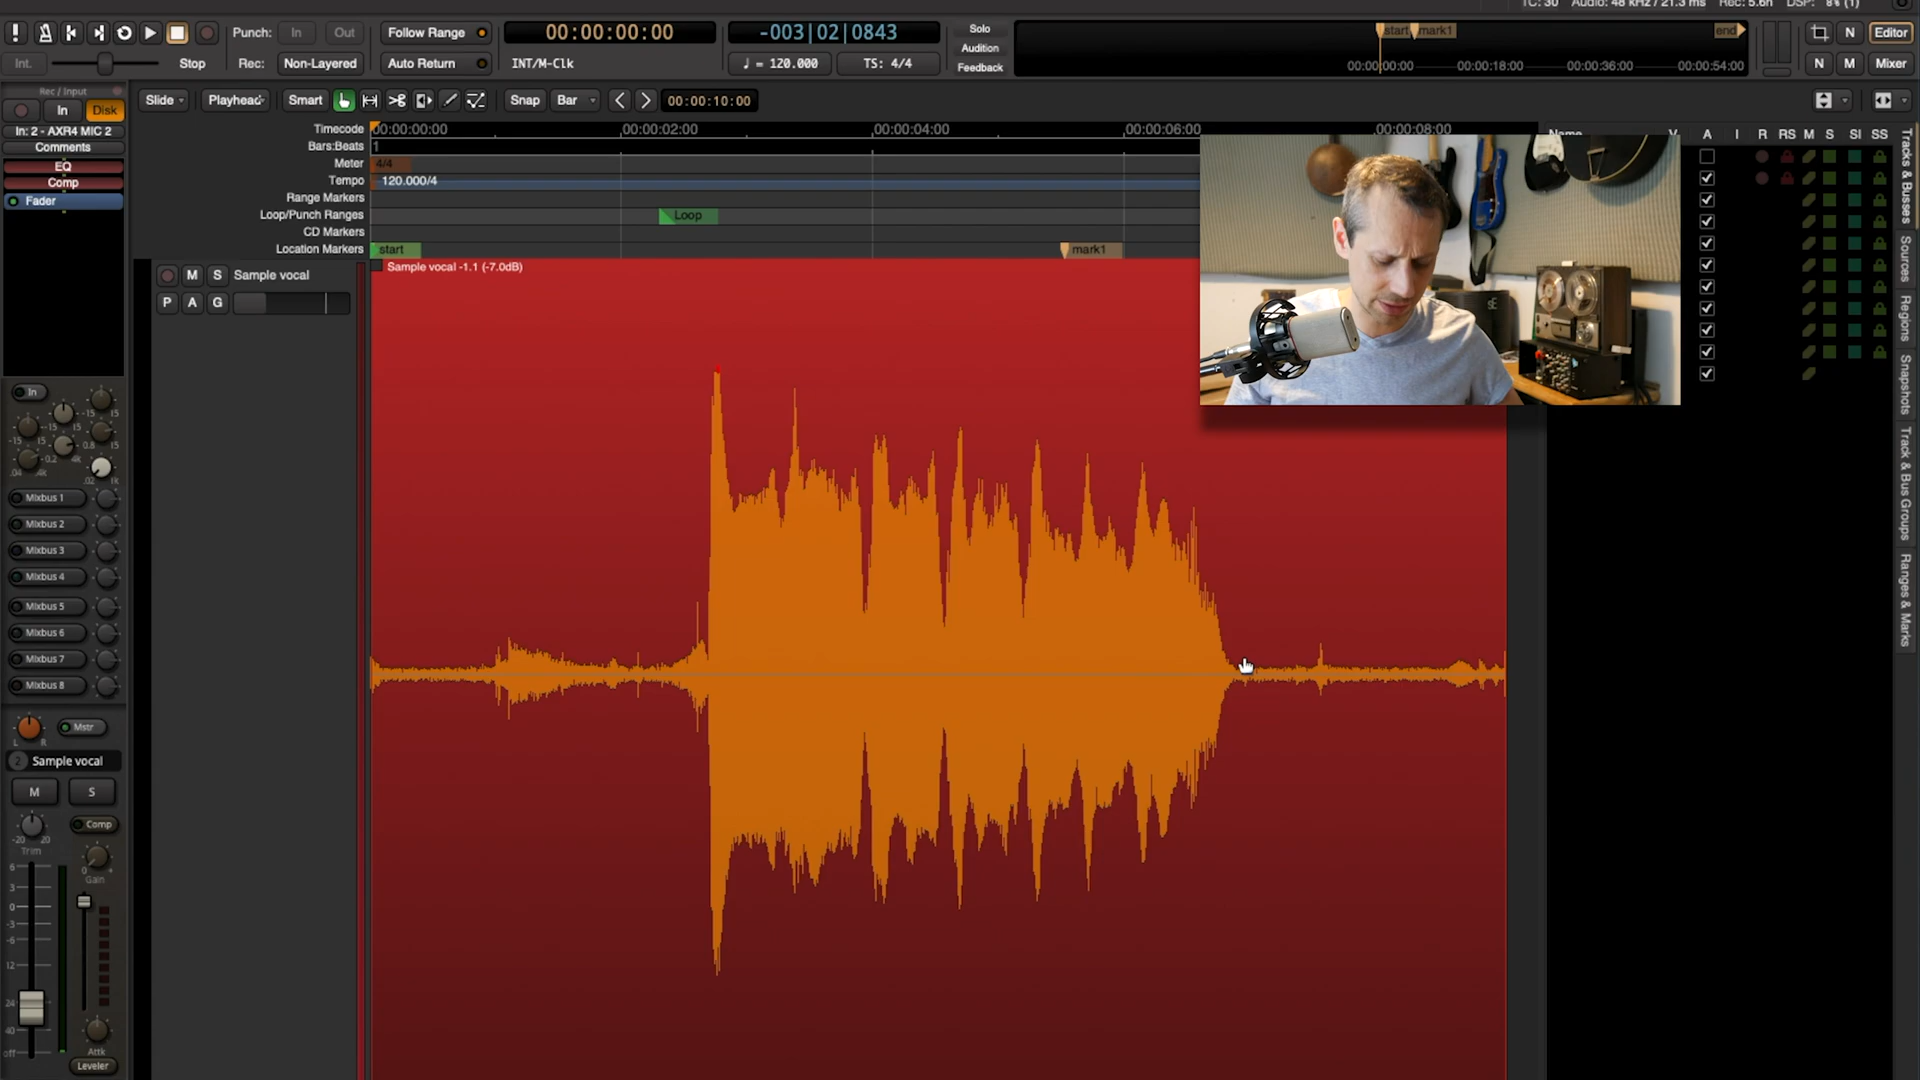 TC: 30 Audio: 48 kHz / 21.3 ms Rec: 5.6h DSP: 8% (1)
Punch: In Out Follow Range 00:00:00:00 -003|02|0843 Solo start mark1 end N Editor
Audition
Int. Stop Rec: Non-Layered Auto Return INT/M-Clk ♩ = 120.000 TS: 4/4 Feedback 00:00:00:00 00:00:18:00 00:00:36:00 00:00:54:00 N M Mixer
Rec / Input
In Disk Slide Playhead Smart Snap Bar 00:00:10:00
In: 2 - AXR4 MIC 2
Comments
EQ
Comp
Fader
Timecode 00:00:00:00 00:00:02:00 00:00:04:00 00:00:06:00 00:00:08:00
Bars:Beats 1
Meter 4/4
Tempo 120.000/4
Range Markers
Loop/Punch Ranges Loop
CD Markers
Location Markers start mark1
Name V A I R RS M S SI SS
Tracks & Busses
Sources
Regions
Snapshots
Track & Bus Groups
Ranges & Marks
M S Sample vocal
P A G
Sample vocal -1.1 (-7.0dB)
sE
In
-15 15
-15 15
-15 15 0.8 15
-0.2 4k
.04 .4k
.02 1k
Mixbus 1
Mixbus 2
Mixbus 3
Mixbus 4
Mixbus 5
Mixbus 6
Mixbus 7
Mixbus 8
L R Mstr
2 Sample vocal
M S
-20 20 Comp
Trim
6
3
0 Gain
-3
-6
12
24
40
off Attk
Leveler